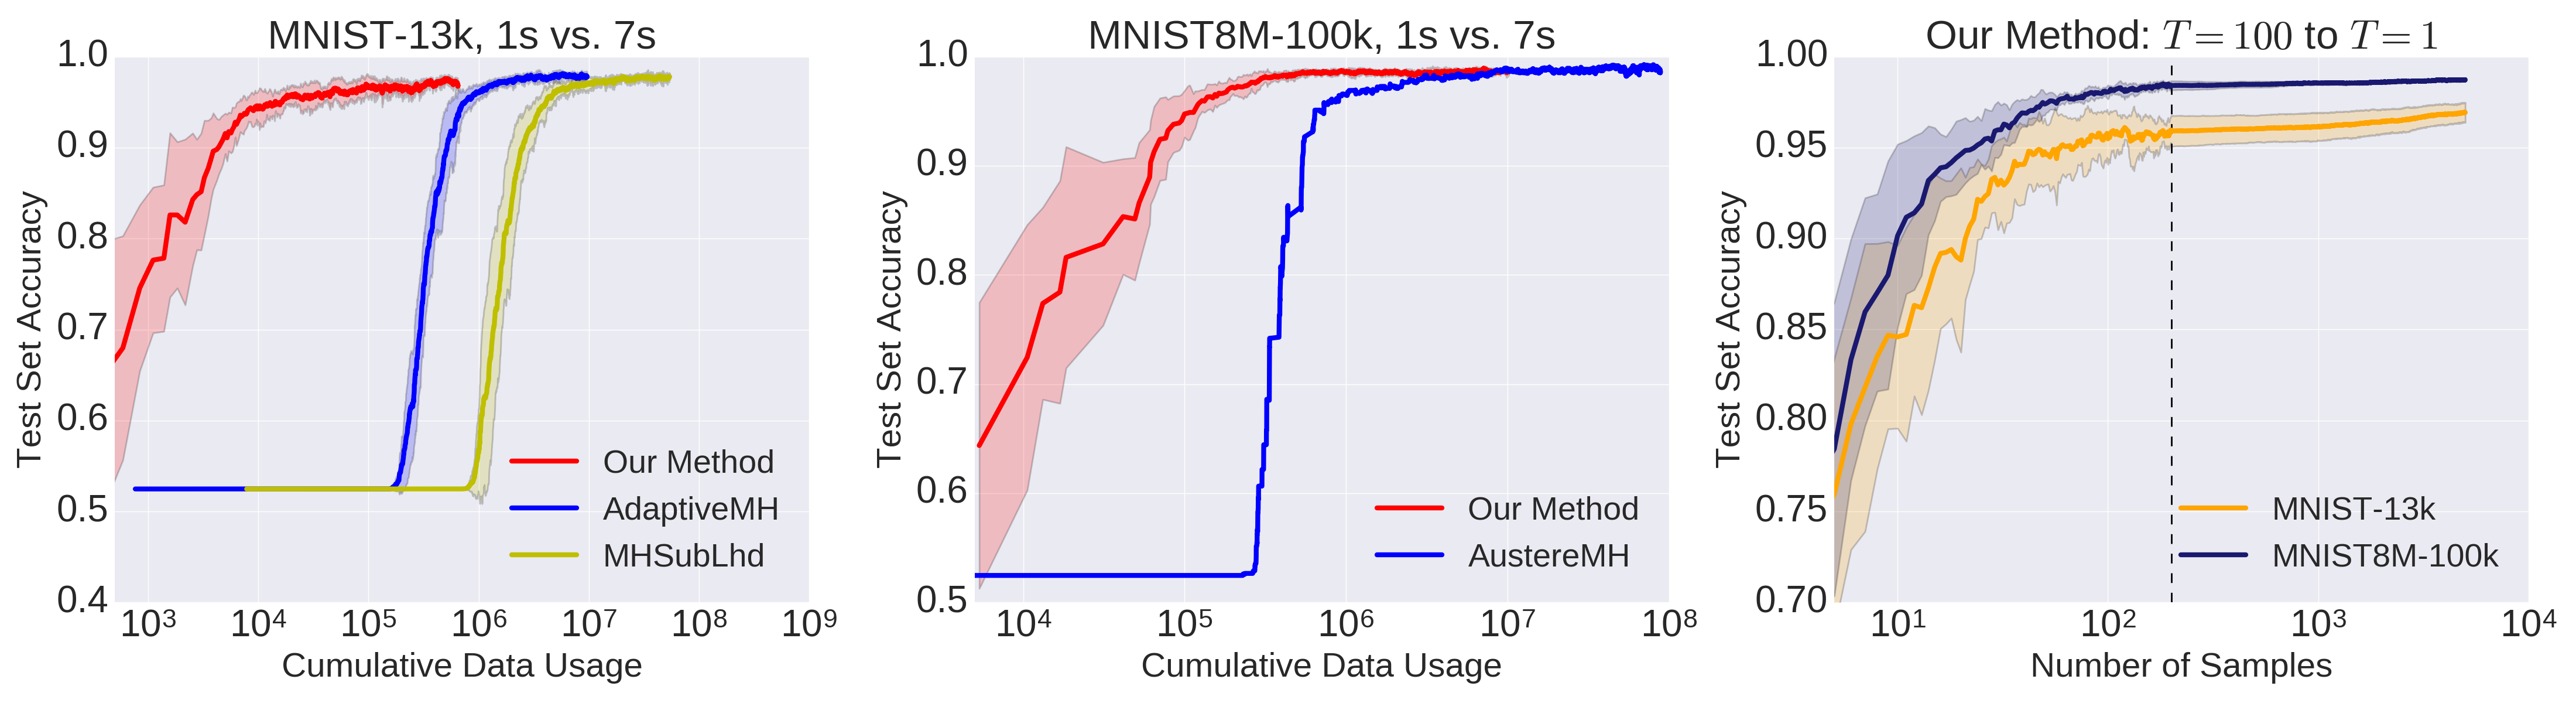 MNIST-13k, 1s vs. 7s
1.0
0.9
0.8
0.7
0.6
0.5
0.4
Test Set Accuracy
Our Method
AdaptiveMH
MHSubLhd
10³ 10⁴ 10⁵ 10⁶ 10⁷ 10⁸ 10⁹
Cumulative Data Usage
MNIST8M-100k, 1s vs. 7s
1.0
0.9
0.8
0.7
0.6
0.5
Test Set Accuracy
Our Method
AustereMH
10⁴ 10⁵ 10⁶ 10⁷ 10⁸
Cumulative Data Usage
Our Method: T = 100 to T = 1
1.00
0.95
0.90
0.85
0.80
0.75
0.70
Test Set Accuracy
MNIST-13k
MNIST8M-100k
10¹ 10² 10³ 10⁴
Number of Samples